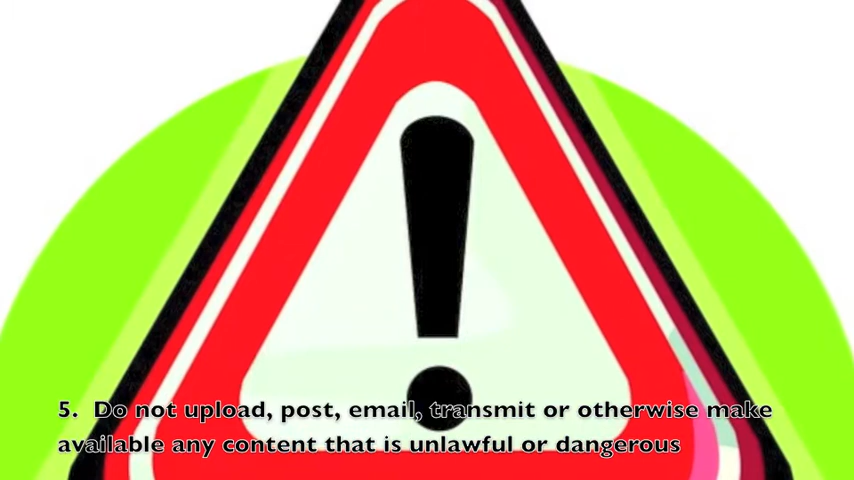 5. Do not upload, post, email, transmit or otherwise make
available any content that is unlawful or dangerous